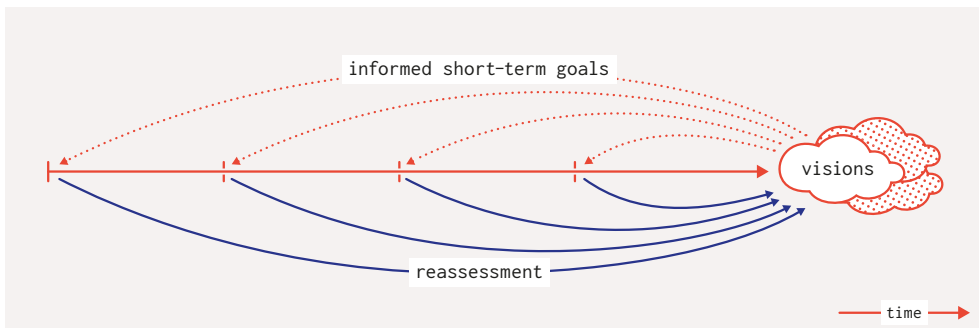 informed short-term goals
visions
reassessment
time